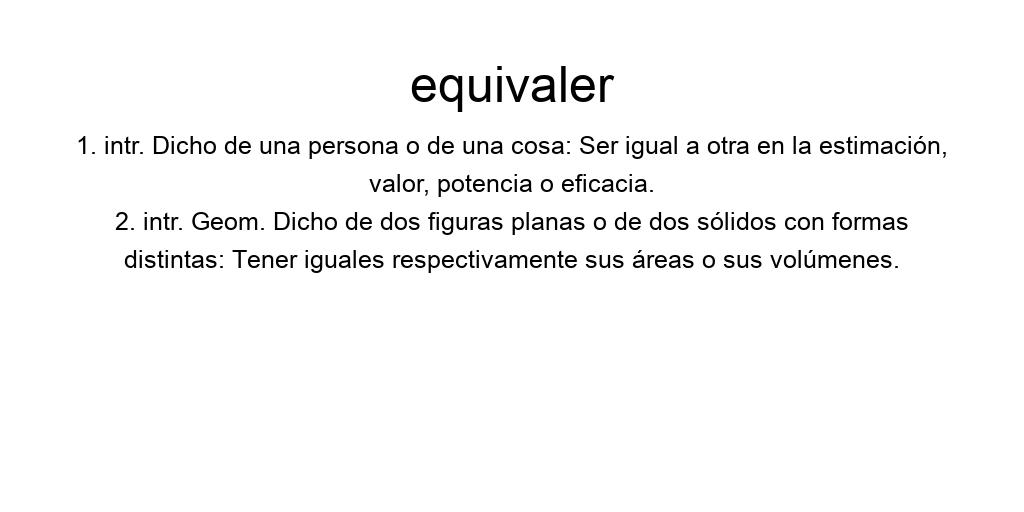 equivaler
1. intr. Dicho de una persona o de una cosa: Ser igual a otra en la estimación,
valor, potencia o eficacia.
2. intr. Geom. Dicho de dos figuras planas o de dos sólidos con formas
distintas: Tener iguales respectivamente sus áreas o sus volúmenes.